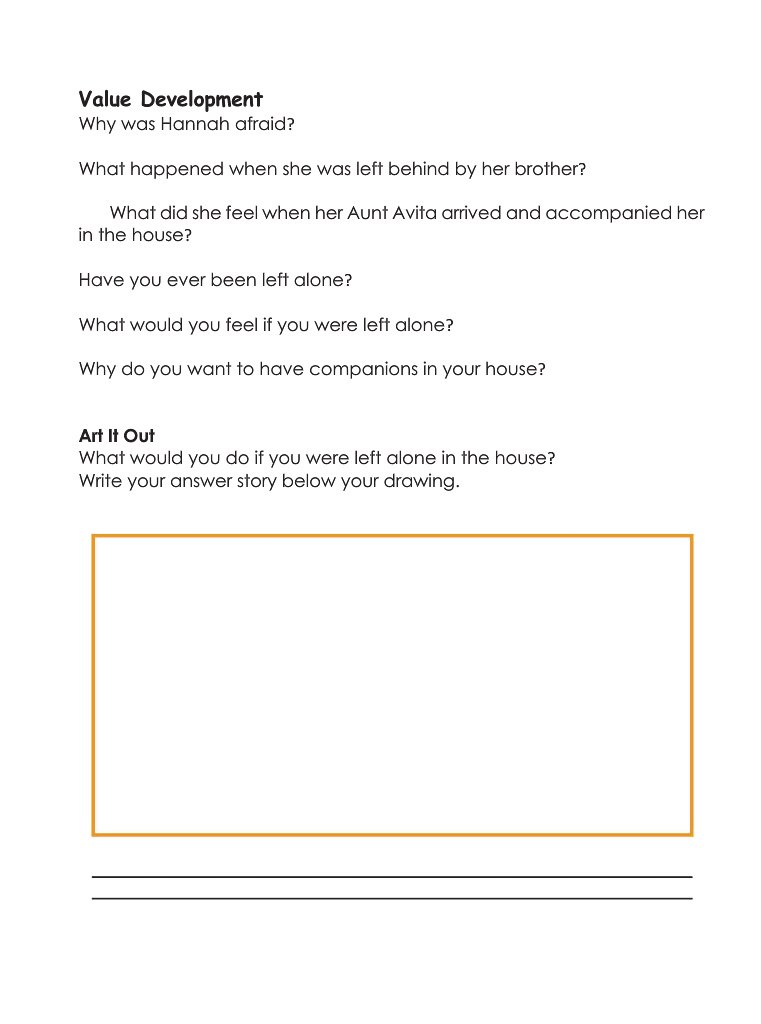 Value Development
Why was Hannah afraid?
What happened when she was left behind by her brother?
What did she feel when her Aunt Avita arrived and accompanied her
in the house?
Have you ever been left alone?
What would you feel if you were left alone?
Why do you want to have companions in your house?
Art It Out
What would you do if you were left alone in the house?
Write your answer story below your drawing.